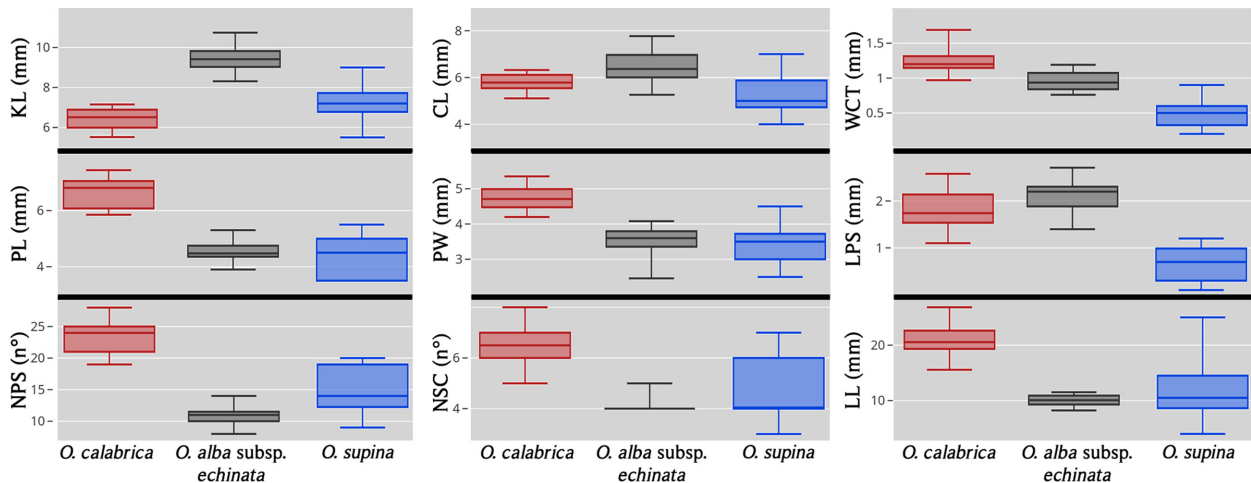 KL (mm)
10
8
6
CL (mm)
8
6
4
WCT (mm)
1.5
1
0.5
PL (mm)
6
4
PW (mm)
5
4
3
LPS (mm)
2
1
NPS (n°)
25
20
15
10
NSC (n°)
6
4
LL (mm)
20
10
O. calabrica
O. alba subsp.
echinata
O. supina
O. calabrica
O. alba subsp.
echinata
O. supina
O. calabrica
O. alba subsp.
echinata
O. supina